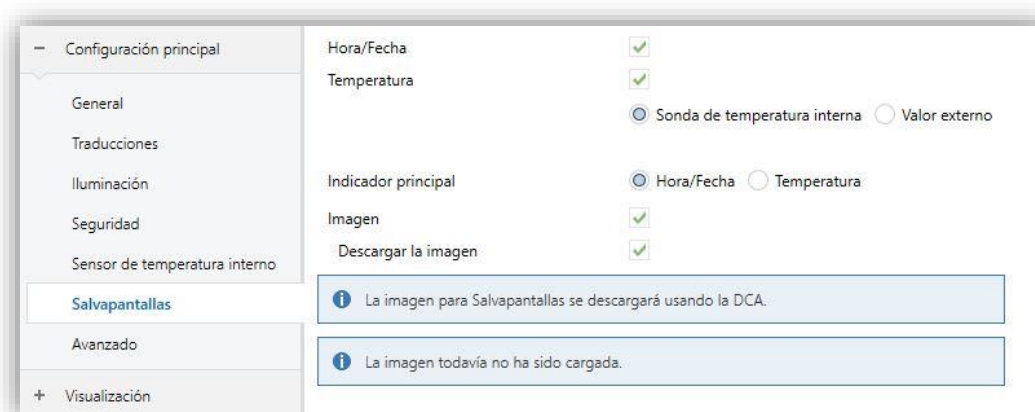 Configuración principal
General
Traducciones
Iluminación
Seguridad
Sensor de temperatura interno
Salvapantallas
Avanzado
Visualización
Hora/Fecha
Temperatura
Sonda de temperatura interna Valor externo
Indicador principal Hora/Fecha Temperatura
Imagen
Descargar la imagen
La imagen para Salvapantallas se descargará usando la DCA.
La imagen todavía no ha sido cargada.